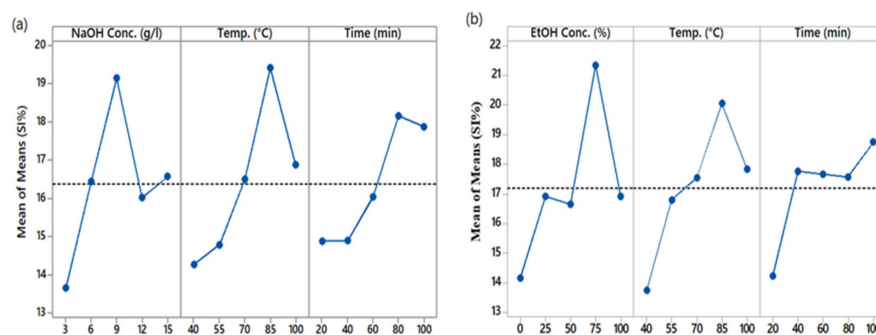 (a)
NaOH Conc. (g/l) Temp. (°C) Time (min)
Mean of Means (SI%)
20
19
18
17
16
15
14
13
3 6 9 12 15 40 55 70 85 100 20 40 60 80 100
(b)
EtOH Conc. (%) Temp. (°C) Time (min)
Mean of Means (SI%)
22
21
20
19
18
17
16
15
14
13
0 25 50 75 100 40 55 70 85 100 20 40 60 80 100